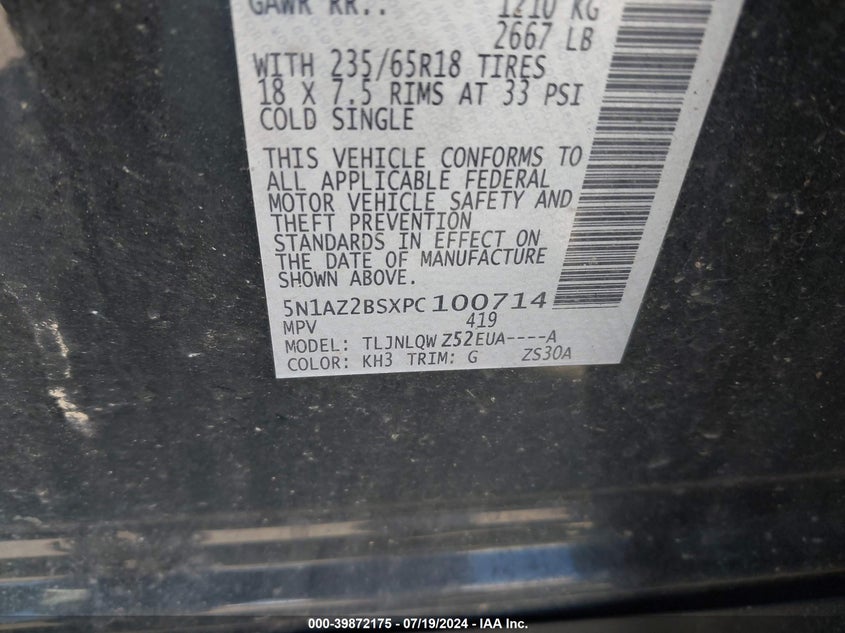 GAWR RR.. 1210 KG
2667 LB
WITH 235/65R18 TIRES
18 X 7.5 RIMS AT 33 PSI
COLD SINGLE
THIS VEHICLE CONFORMS TO
ALL APPLICABLE FEDERAL
MOTOR VEHICLE SAFETY AND
THEFT PREVENTION
STANDARDS IN EFFECT ON
THE DATE OF MANUFACTURE
SHOWN ABOVE.
5N1AZ2BSXPC100714
MPV 419
MODEL: TLJNLQW Z52EUA----A
COLOR: KH3 TRIM: G ZS30A
000-39872175 - 07/19/2024 - IAA Inc.